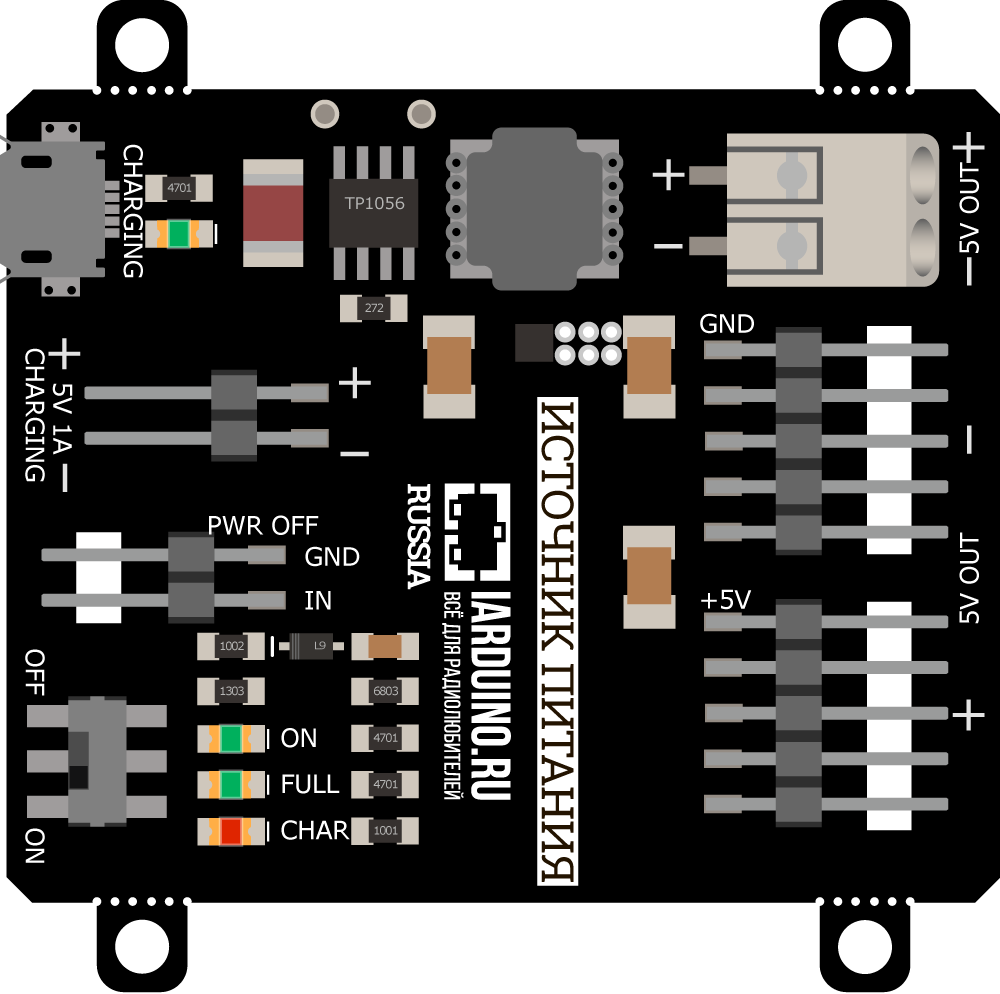 CHARGING
4701
TP1056
272
+
−
+
5V OUT
−
+
5V 1A
−
CHARGING
+
−
GND
−
5V OUT
+5V
+
PWR OFF
GND
IN
RUSSIA
IARDUINO.RU
ВСЁ ДЛЯ РАДИОЛЮБИТЕЛЕЙ
ИСТОЧНИК ПИТАНИЯ
OFF
ON
1002
L9
1303
6803
ON
4701
FULL
4701
CHAR
1001